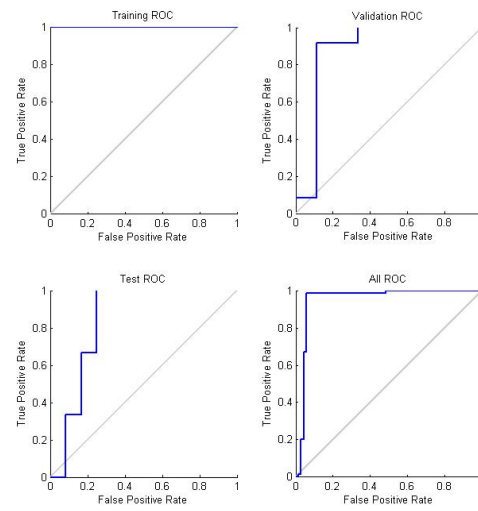 Training ROC
1
0.8
0.6
0.4
0.2
0
True Positive Rate
0 0.2 0.4 0.6 0.8 1
False Positive Rate
Validation ROC
1
0.8
0.6
0.4
0.2
0
True Positive Rate
0 0.2 0.4 0.6 0.8
False Positive Rate
Test ROC
1
0.8
0.6
0.4
0.2
0
True Positive Rate
0 0.2 0.4 0.6 0.8 1
False Positive Rate
All ROC
1
0.8
0.6
0.4
0.2
0
True Positive Rate
0 0.2 0.4 0.6 0.8
False Positive Rate